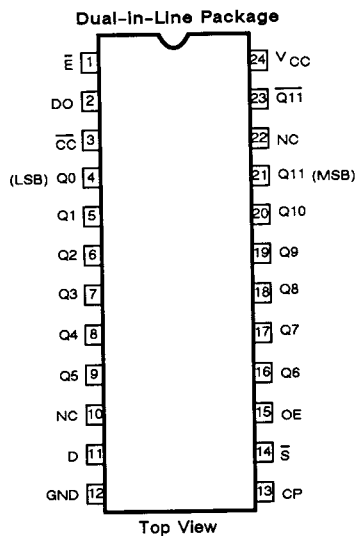 Dual-in-Line Package
E̅ 1 24 VCC
DO 2 23 Q̅1̅1̅
C̅C̅ 3 22 NC
(LSB) Q0 4 21 Q11 (MSB)
Q1 5 20 Q10
Q2 6 19 Q9
Q3 7 18 Q8
Q4 8 17 Q7
Q5 9 16 Q6
NC 10 15 OE
D 11 14 S̅
GND 12 13 CP
Top View